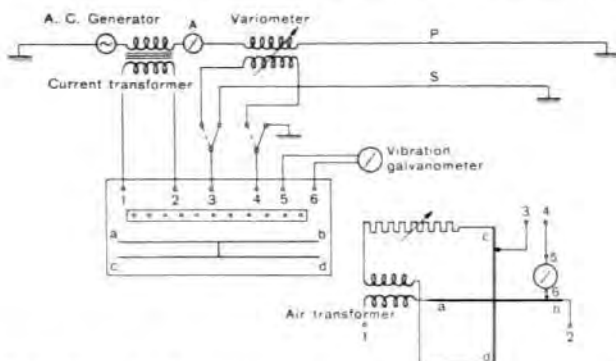 A. C. Generator
A
Variometer
P
S
Current transformer
Vibration
galvanometer
1 2 3 4 5 6
a b
c d
3 4
c
5
6
a n
Air transformer
1 2
d